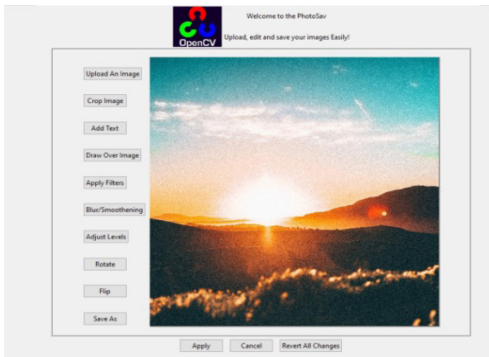 Welcome to the PhotoSav
OpenCV
Upload, edit and save your images Easily!
Upload An Image
Crop Image
Add Text
Draw Over Image
Apply Filters
Blur/Smoothening
Adjust Levels
Rotate
Flip
Save As
Apply
Cancel
Revert All Changes